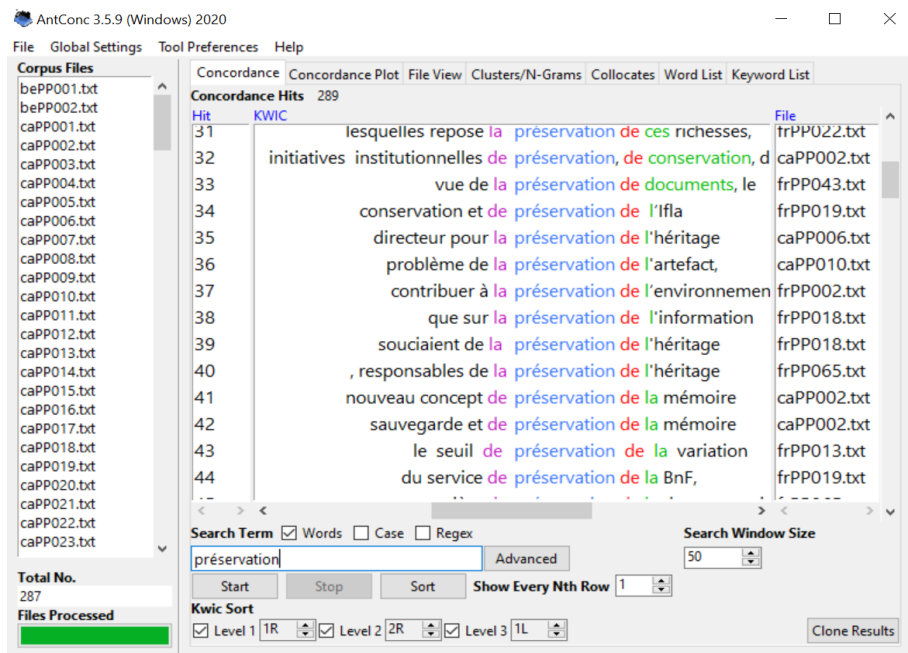 AntConc 3.5.9 (Windows) 2020
File Global Settings Tool Preferences Help
Corpus Files
bePP001.txt
bePP002.txt
caPP001.txt
caPP002.txt
caPP003.txt
caPP004.txt
caPP005.txt
caPP006.txt
caPP007.txt
caPP008.txt
caPP009.txt
caPP010.txt
caPP011.txt
caPP012.txt
caPP013.txt
caPP014.txt
caPP015.txt
caPP016.txt
caPP017.txt
caPP018.txt
caPP019.txt
caPP020.txt
caPP021.txt
caPP022.txt
caPP023.txt
Total No.
287
Files Processed
Concordance Concordance Plot File View Clusters/N-Grams Collocates Word List Keyword List
Concordance Hits 289
Hit KWIC File
31 lesquelles repose la préservation de ces richesses, frPP022.txt
32 initiatives institutionnelles de préservation, de conservation, d caPP002.txt
33 vue de la préservation de documents, le frPP043.txt
34 conservation et de préservation de l'Ifla frPP019.txt
35 directeur pour la préservation de l'héritage caPP006.txt
36 problème de la préservation de l'artefact, caPP010.txt
37 contribuer à la préservation de l'environnemen frPP002.txt
38 que sur la préservation de l'information frPP018.txt
39 souciaient de la préservation de l'héritage frPP018.txt
40 , responsables de la préservation de l'héritage frPP065.txt
41 nouveau concept de préservation de la mémoire caPP002.txt
42 sauvegarde et de préservation de la mémoire caPP002.txt
43 le seuil de préservation de la variation frPP013.txt
44 du service de préservation de la BnF, frPP019.txt
Search Term Words Case Regex Search Window Size
préservation Advanced 50
Start Stop Sort Show Every Nth Row 1
Kwic Sort
Level 1 1R Level 2 2R Level 3 1L Clone Results